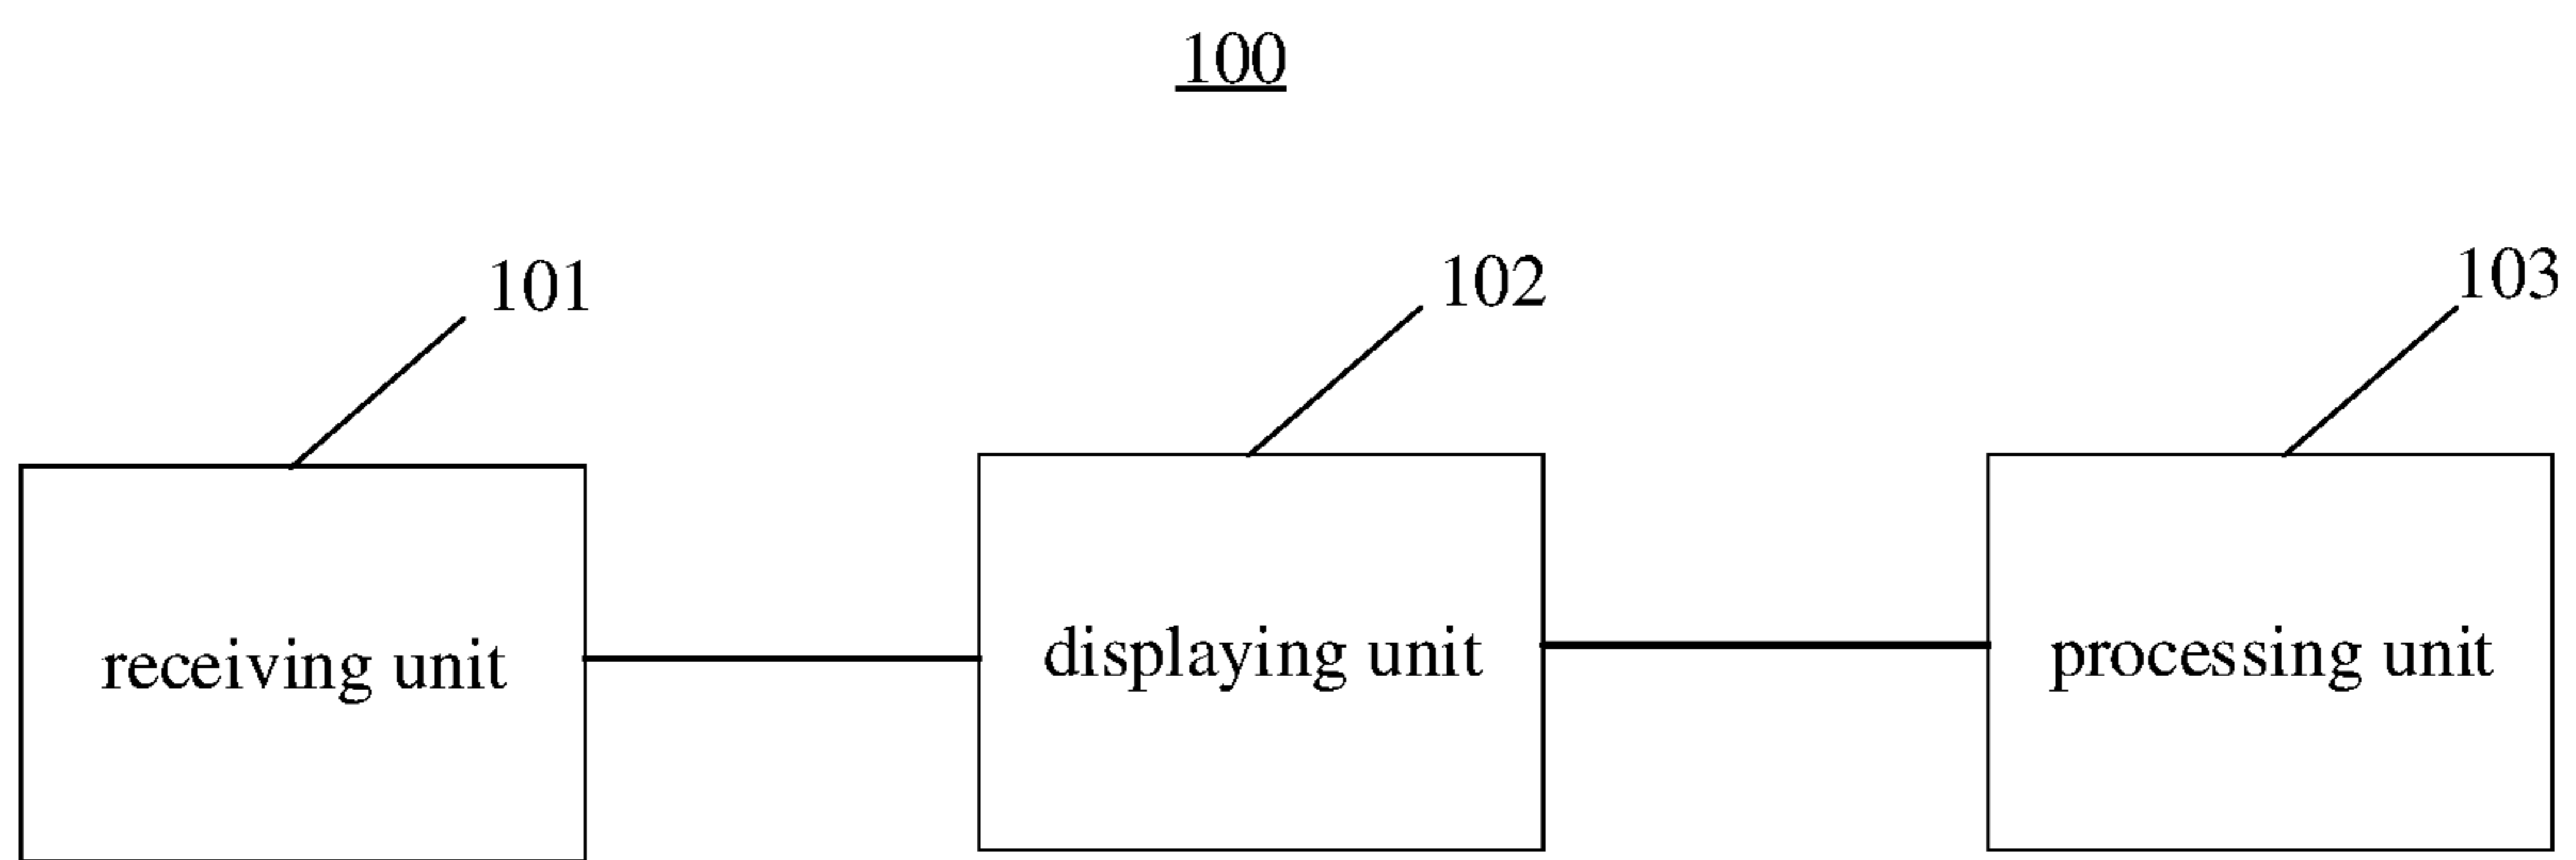 100
101
102
103
receiving unit
displaying unit
processing unit